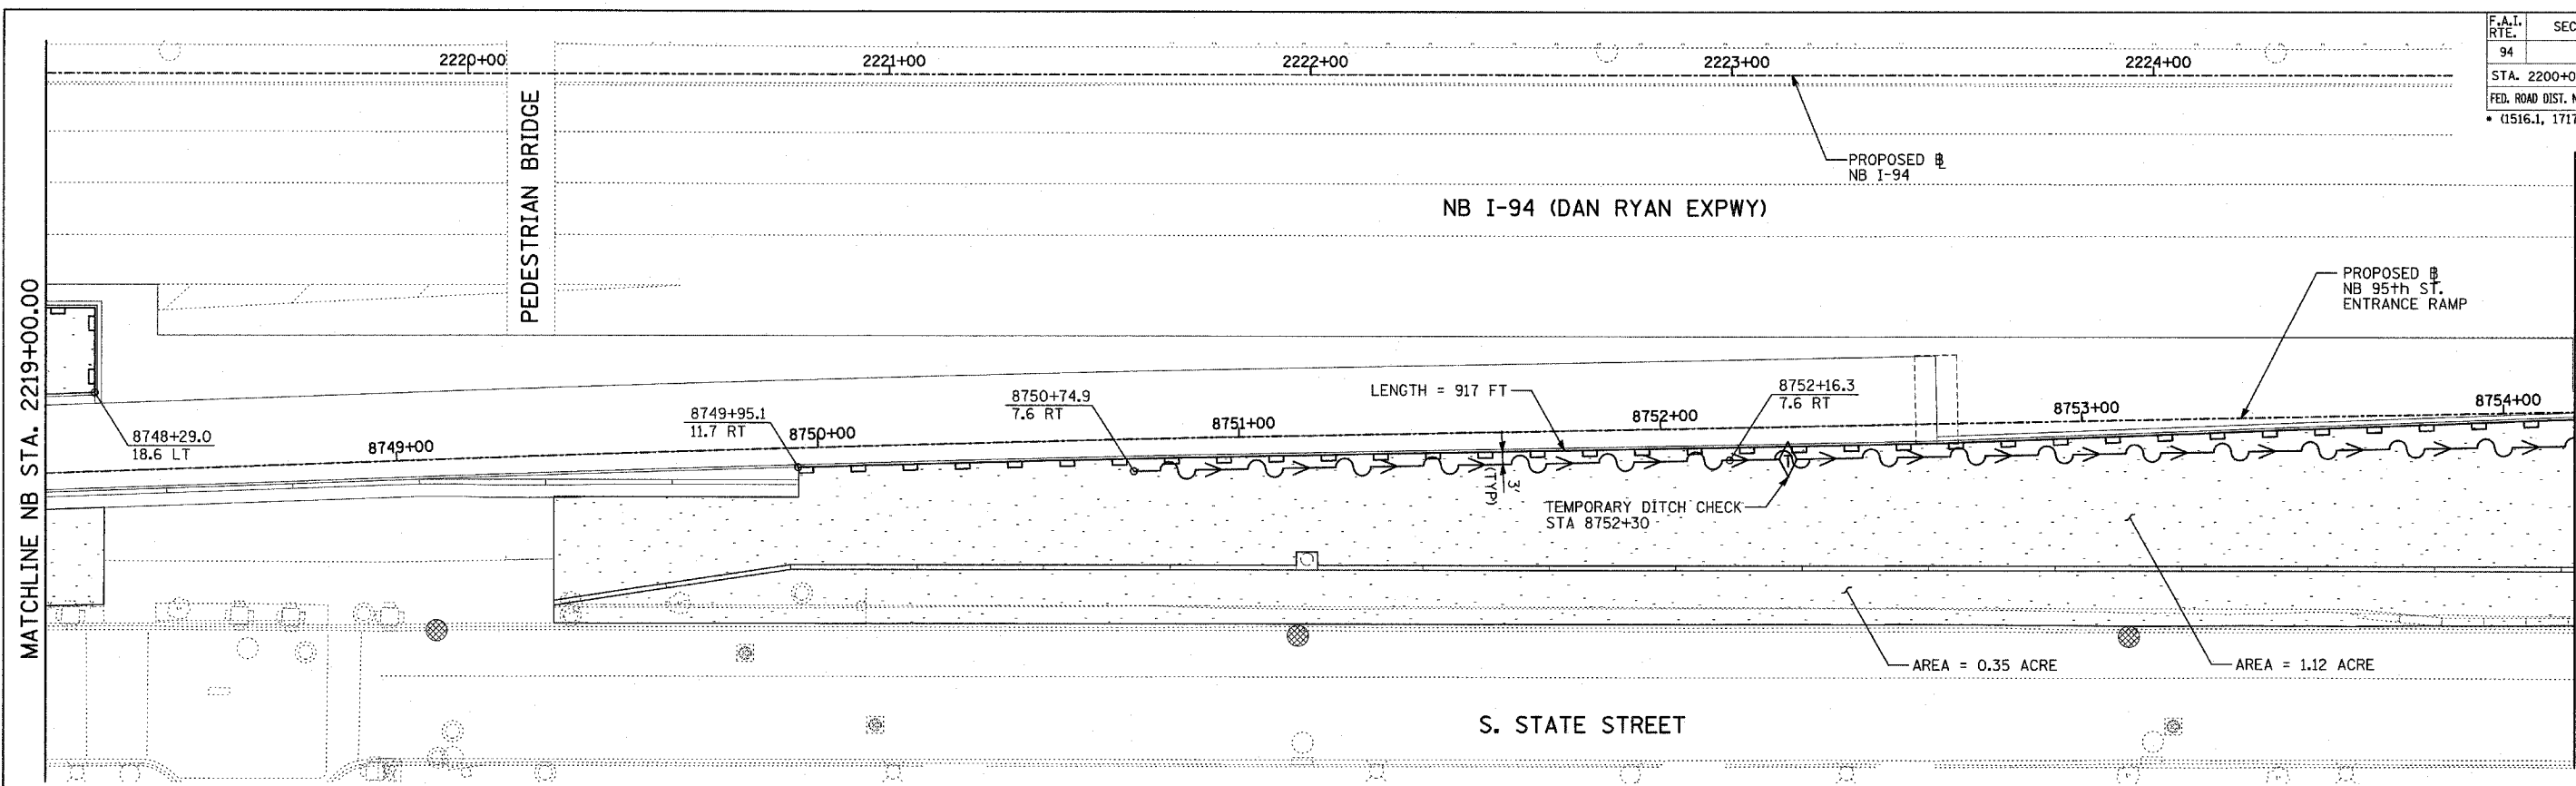 F.A.I.
RTE.
SEC
94
STA. 2200+0
FED. ROAD DIST. N
* (1516.1, 1717
2220+00
2221+00
2222+00
2223+00
2224+00
PEDESTRIAN BRIDGE
PROPOSED B
NB I-94
NB I-94 (DAN RYAN EXPWY)
MATCHLINE NB STA. 2219+00.00
PROPOSED B
NB 95th ST.
ENTRANCE RAMP
8748+29.0
18.6 LT
8749+00
8749+95.1
11.7 RT
8750+00
8750+74.9
7.6 RT
8751+00
LENGTH = 917 FT
8752+00
8752+16.3
7.6 RT
8753+00
8754+00
3'
(TYP)
TEMPORARY DITCH CHECK
STA 8752+30
AREA = 0.35 ACRE
AREA = 1.12 ACRE
S. STATE STREET